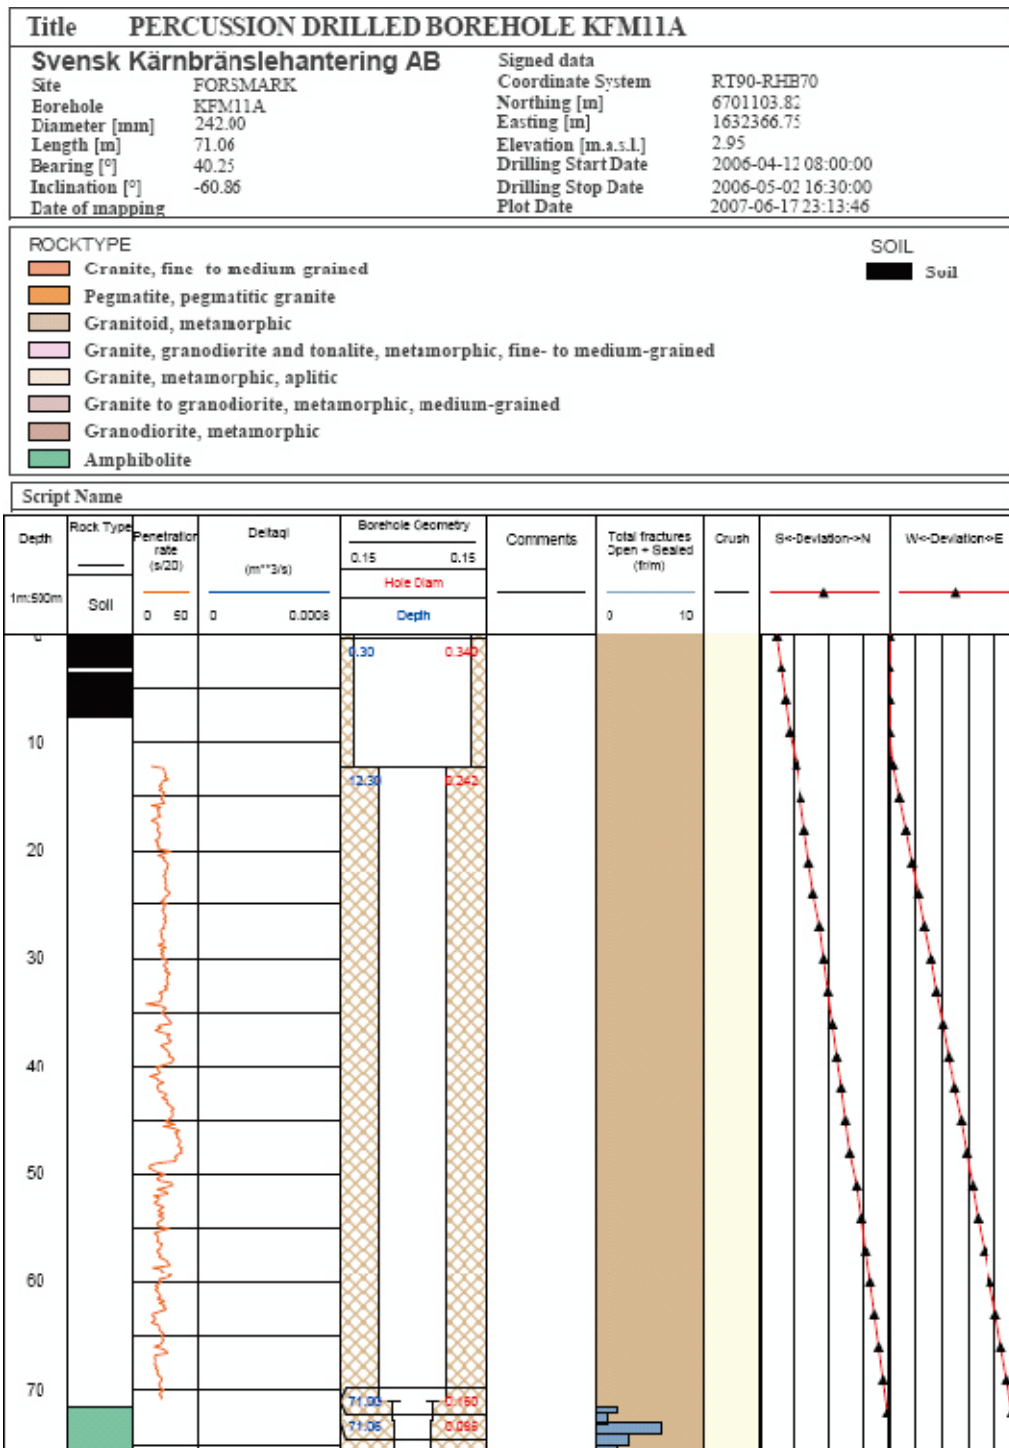 Title PERCUSSION DRILLED BOREHOLE KFM11A
Svensk Kärnbränslehantering AB
Site FORSMARK
Borehole KFM11A
Diameter [mm] 242.00
Length [m] 71.06
Bearing [°] 40.25
Inclination [°] -60.86
Date of mapping
Signed data
Coordinate System RT90-RHB70
Northing [m] 6701103.82
Easting [m] 1632366.75
Elevation [m.a.s.l.] 2.95
Drilling Start Date 2006-04-12 08:00:00
Drilling Stop Date 2006-05-02 16:30:00
Plot Date 2007-06-17 23:13:46
ROCKTYPE
Granite, fine- to medium-grained
Pegmatite, pegmatitic granite
Granitoid, metamorphic
Granite, granodiorite and tonalite, metamorphic, fine- to medium-grained
Granite, metamorphic, aplitic
Granite to granodiorite, metamorphic, medium-grained
Granodiorite, metamorphic
Amphibolite
SOIL
Soil
Script Name
Depth
1m:500m
Rock Type
Soil
Penetration
rate
(s/20)
0 50
Deltaqi
(m**3/s)
0 0.0008
Borehole Geometry
0.15 0.15
Hole Diam
Depth
Comments
Total fractures
Open + Sealed
(fr/m)
0 10
Crush
S<-Deviation->N
W<-Deviation->E
0
0.30 0.340
10
12.30 0.242
20
30
40
50
60
70
71.00 0.160
71.06 0.086